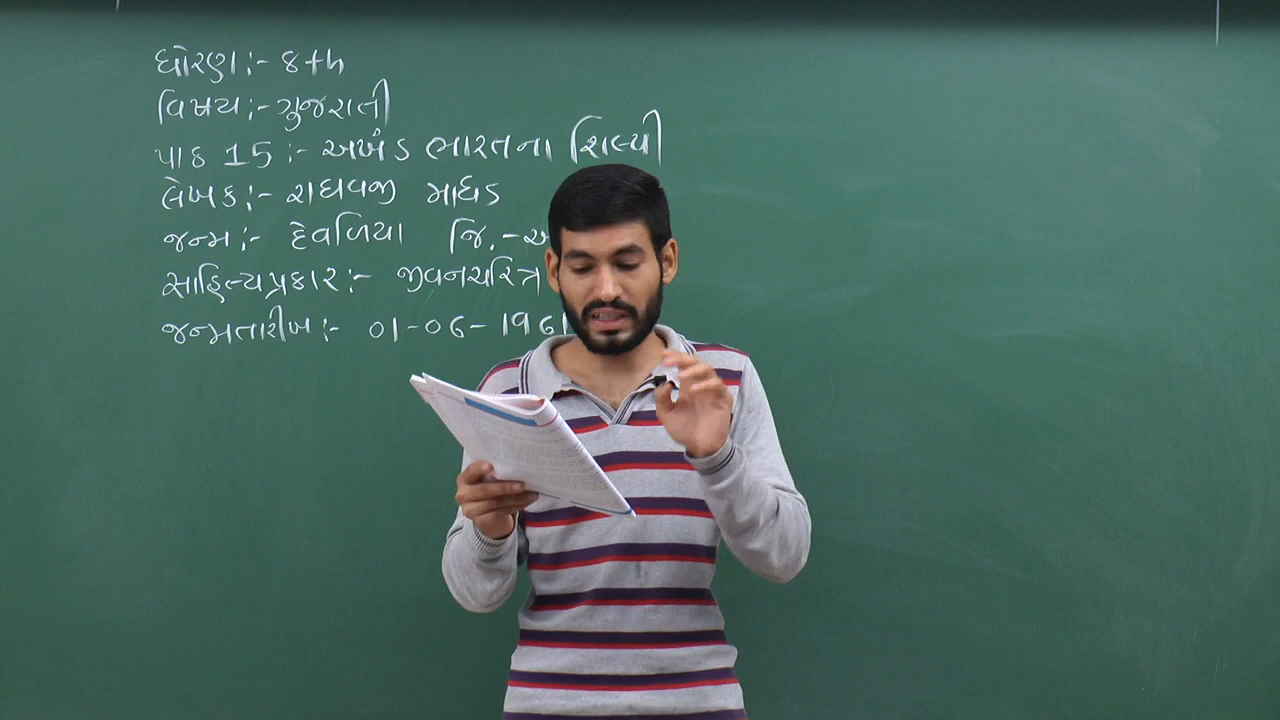 ધોરણ :- 8th
વિષય :- ગુજરાતી
પાઠ 15 :- અખંડ ભારતના શિલ્પી
લેખક :- રાઘવજી માધડ
જન્મ :- દેવળિયા જિ. - અ
સાહિત્યપ્રકાર :- જીવનચરિત્ર
જન્મતારીખ :- 01-06-1961